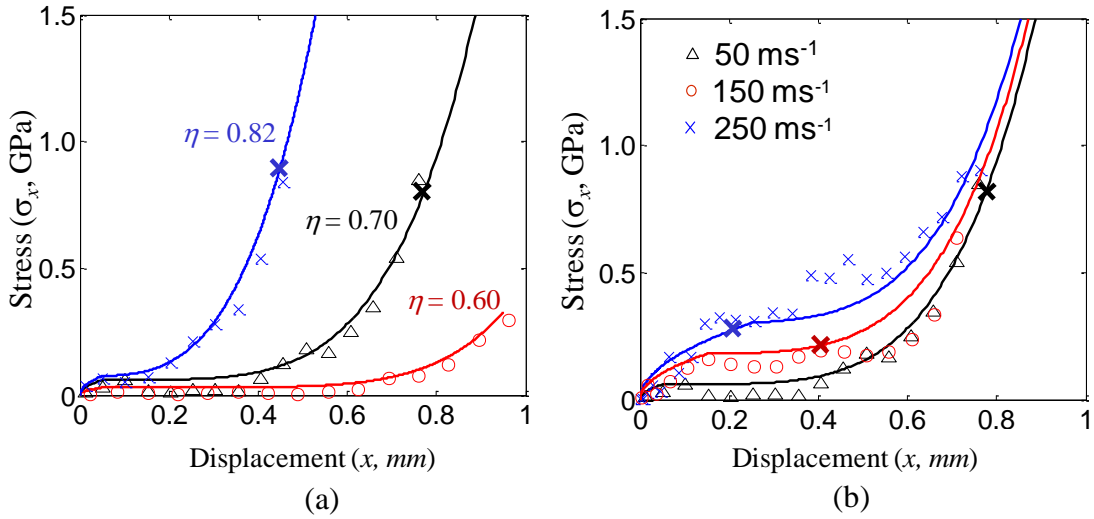 1.5
1.0
0.5
0
0
0.2
0.4
0.6
0.8
1
Stress (σx, GPa)
Displacement (x, mm)
η = 0.82
η = 0.70
η = 0.60
(a)
1.5
1.0
0.5
0
0
0.2
0.4
0.6
0.8
1
Stress (σx, GPa)
Displacement (x, mm)
50 ms-1
150 ms-1
250 ms-1
(b)